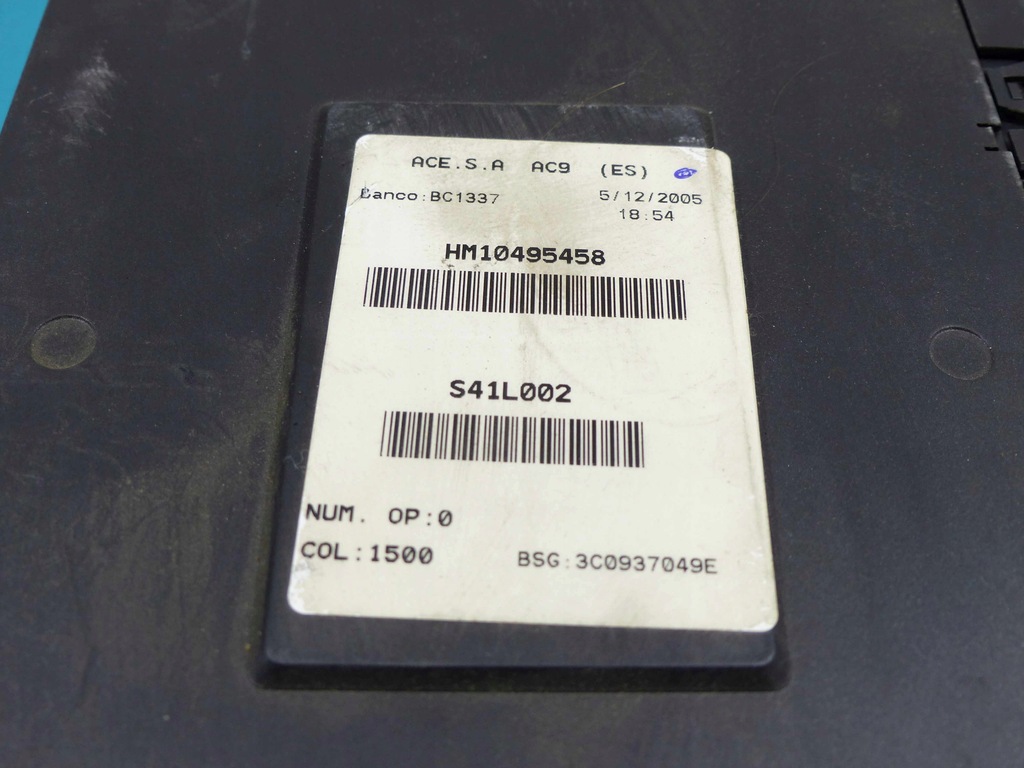 ACE.S.A AC9 (ES)
Banco:BC1337 5/12/2005
18:54
HM10495458
S41L002
NUM. OP:0
COL:1500 BSG:3C0937049E